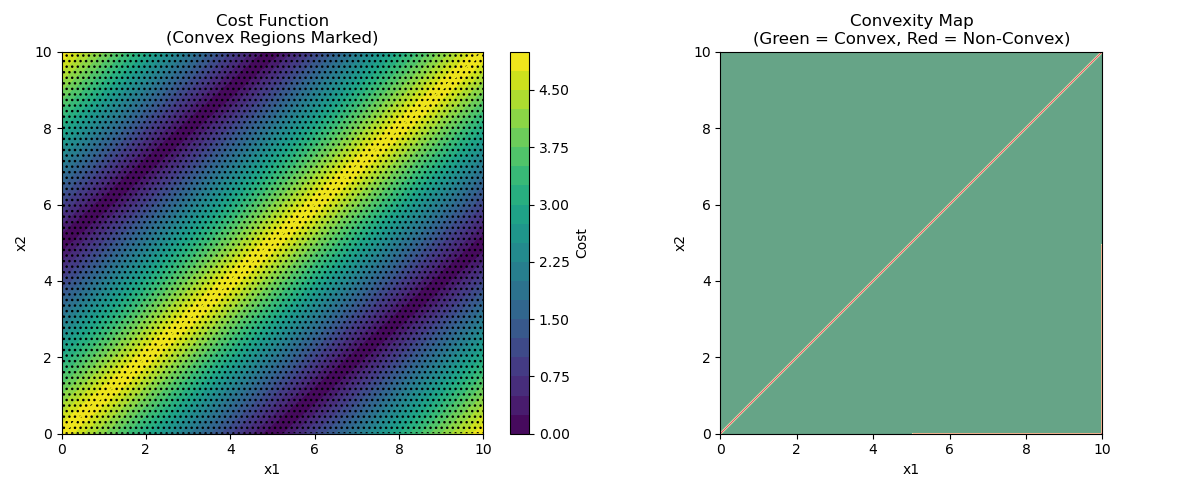 Cost Function
(Convex Regions Marked)
10
8
6
4
2
0
x2
0 2 4 6 8 10
x1
4.50
3.75
3.00
2.25
1.50
0.75
0.00
Cost
Convexity Map
(Green = Convex, Red = Non-Convex)
10
8
6
4
2
0
x2
0 2 4 6 8 10
x1